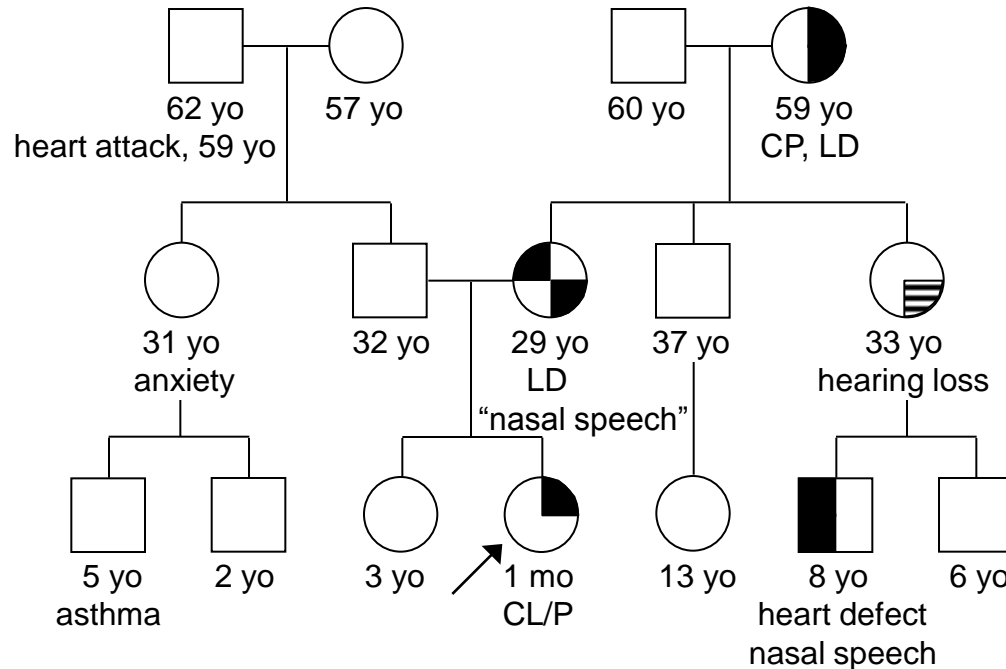 62 yo
57 yo
60 yo
59 yo
heart attack, 59 yo
CP, LD
31 yo
32 yo
29 yo
37 yo
33 yo
anxiety
LD
hearing loss
“nasal speech”
5 yo
2 yo
3 yo
1 mo
13 yo
8 yo
6 yo
asthma
CL/P
heart defect
nasal speech